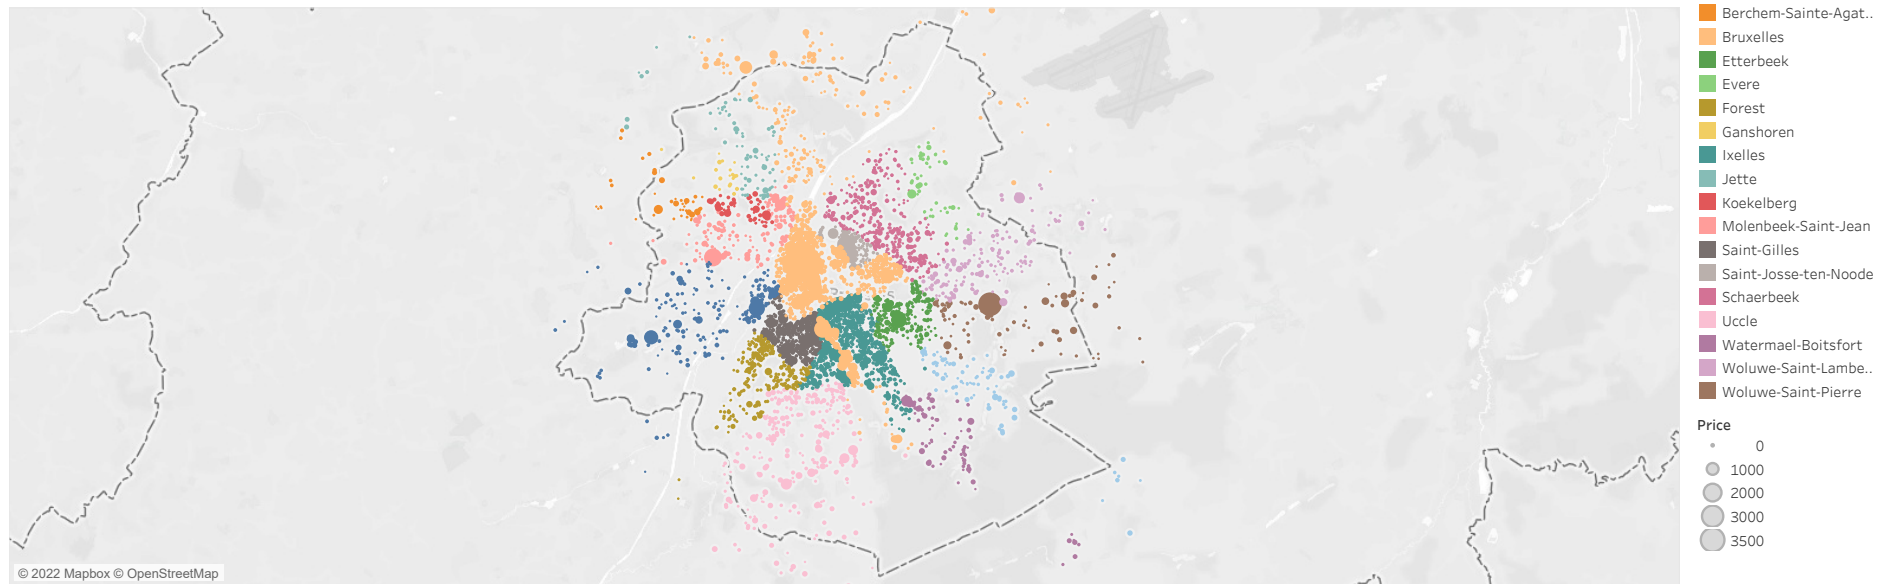 Berchem-Sainte-Agat..
Bruxelles
Etterbeek
Evere
Forest
Ganshoren
Ixelles
Jette
Koekelberg
Molenbeek-Saint-Jean
Saint-Gilles
Saint-Josse-ten-Noode
Schaerbeek
Uccle
Watermael-Boitsfort
Woluwe-Saint-Lambe..
Woluwe-Saint-Pierre
Price
0
1000
2000
3000
3500
© 2022 Mapbox © OpenStreetMap